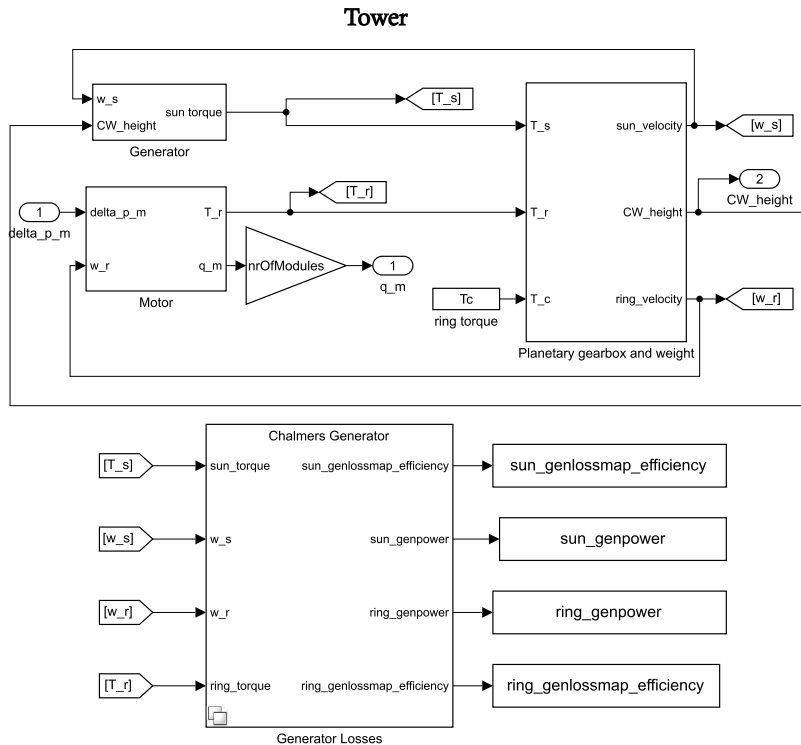 Tower
w_s
CW_height
sun torque
Generator
[T_s]
T_s
sun_velocity
[w_s]
[T_r]
2
CW_height
1
delta_p_m
delta_p_m
T_r
T_r
CW_height
w_r
q_m
nrOfModules
1
q_m
Motor
Tc
ring torque
T_c
ring_velocity
[w_r]
Planetary gearbox and weight
Chalmers Generator
[T_s]
sun_torque
sun_genlossmap_efficiency
sun_genlossmap_efficiency
[w_s]
w_s
sun_genpower
sun_genpower
[w_r]
w_r
ring_genpower
ring_genpower
[T_r]
ring_torque
ring_genlossmap_efficiency
ring_genlossmap_efficiency
Generator Losses